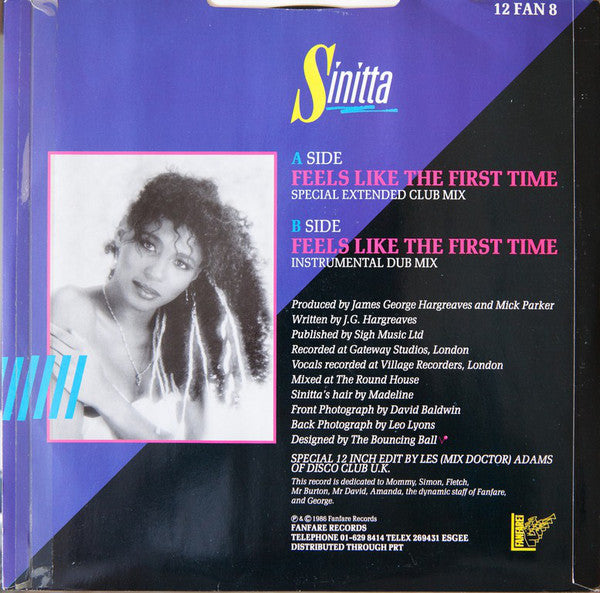 12 FAN 8
Sinitta
A SIDE
FEELS LIKE THE FIRST TIME
SPECIAL EXTENDED CLUB MIX
B SIDE
FEELS LIKE THE FIRST TIME
INSTRUMENTAL DUB MIX
Produced by James George Hargreaves and Mick Parker
Written by J.G. Hargreaves
Published by Sigh Music Ltd
Recorded at Gateway Studios, London
Vocals recorded at Village Recorders, London
Mixed at The Round House
Sinitta's hair by Madeline
Front Photograph by David Baldwin
Back Photograph by Leo Lyons
Designed by The Bouncing Ball
SPECIAL 12 INCH EDIT BY LES (MIX DOCTOR) ADAMS
OF DISCO CLUB U.K.
This record is dedicated to Mommy, Simon, Fletch,
Mr Burton, Mr David, Amanda, the dynamic staff of Fanfare,
and George.
℗ & © 1986 Fanfare Records
FANFARE RECORDS
TELEPHONE 01-629 8414 TELEX 269431 ESGEE
DISTRIBUTED THROUGH PRT
FANFARE